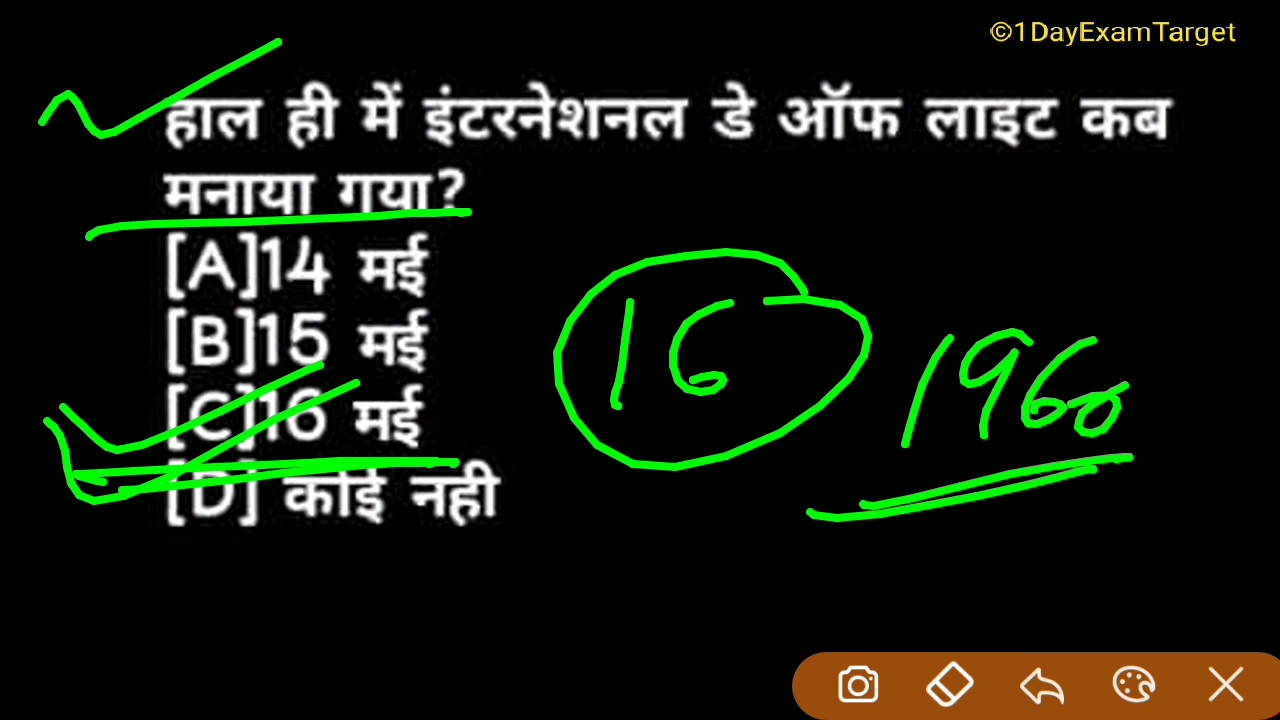 ©1DayExamTarget
हाल ही में इंटरनेशनल डे ऑफ लाइट कब
मनाया गया?
[A]14 मई
[B]15 मई
[C]16 मई
[D] कोई नही
16
1960